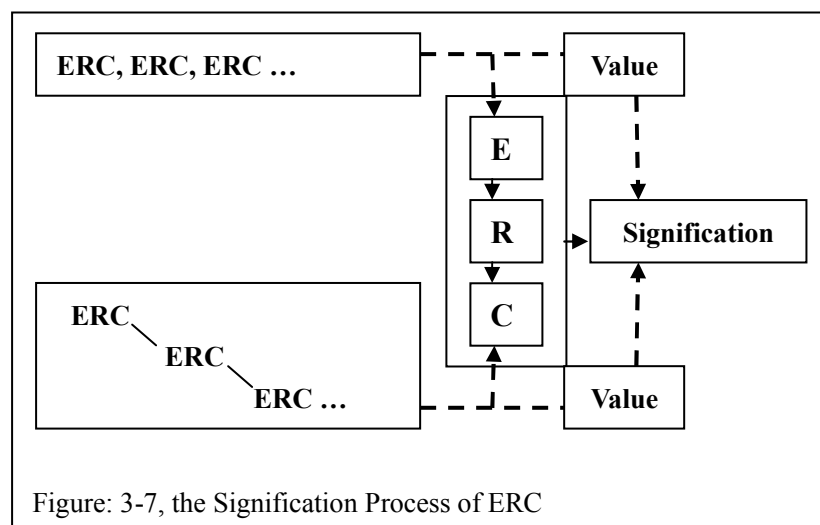 ERC, ERC, ERC …
Value
E
R
Signification
C
ERC
ERC
ERC …
Value
Figure: 3-7, the Signification Process of ERC